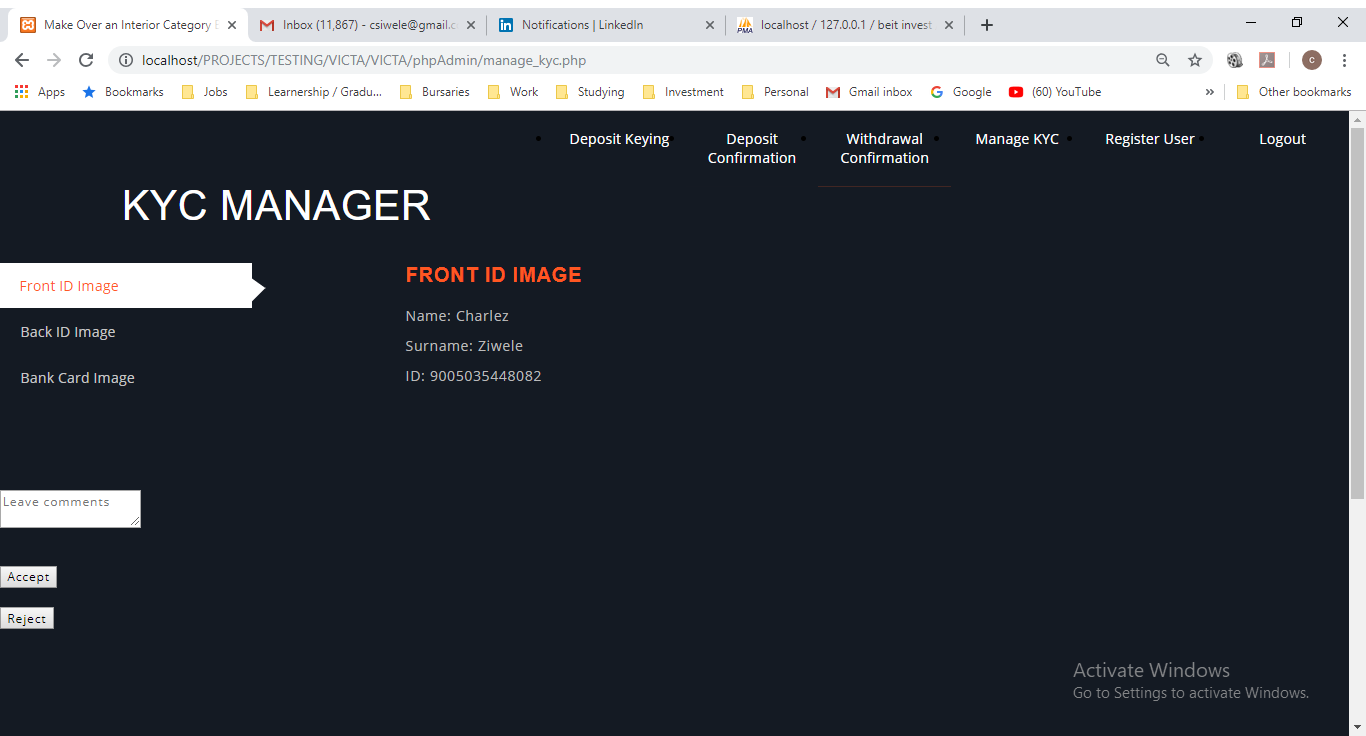 Make Over an Interior Category
Inbox (11,867) - csiwele@gmail.c
Notifications | LinkedIn
localhost / 127.0.0.1 / beit invest
localhost/PROJECTS/TESTING/VICTA/VICTA/phpAdmin/manage_kyc.php
c
Apps
Bookmarks
Jobs
Learnership / Gradu...
Bursaries
Work
Studying
Investment
Personal
Gmail inbox
Google
(60) YouTube
»
Other bookmarks
Deposit Keying
Deposit
Confirmation
Withdrawal
Confirmation
Manage KYC
Register User
Logout
KYC MANAGER
Front ID Image
Back ID Image
Bank Card Image
FRONT ID IMAGE
Name: Charlez
Surname: Ziwele
ID: 9005035448082
Leave comments
Accept
Reject
Activate Windows
Go to Settings to activate Windows.